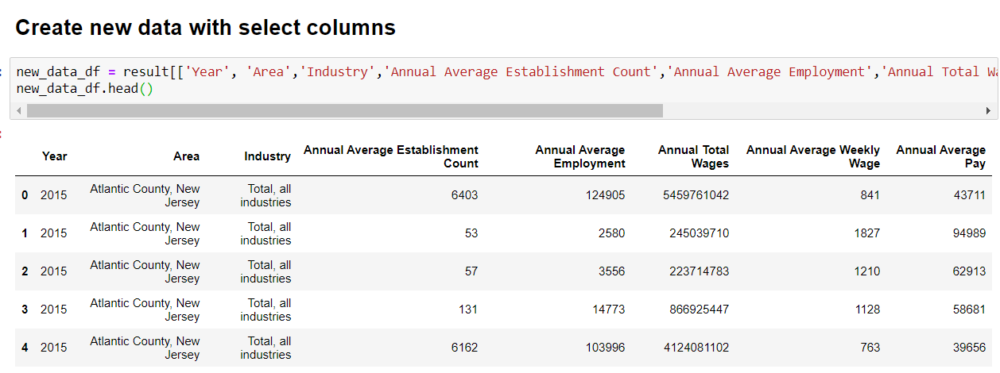 Create new data with select columns
new_data_df = result[['Year', 'Area','Industry','Annual Average Establishment Count','Annual Average Employment','Annual Total
new_data_df.head()
Year Area Industry Annual Average Establishment Count Annual Average Employment Annual Total Wages Annual Average Weekly Wage Annual Average Pay
0 2015 Atlantic County, New Jersey Total, all industries 6403 124905 5459761042 841 43711
1 2015 Atlantic County, New Jersey Total, all industries 53 2580 245039710 1827 94989
2 2015 Atlantic County, New Jersey Total, all industries 57 3556 223714783 1210 62913
3 2015 Atlantic County, New Jersey Total, all industries 131 14773 866925447 1128 58681
4 2015 Atlantic County, New Jersey Total, all industries 6162 103996 4124081102 763 39656